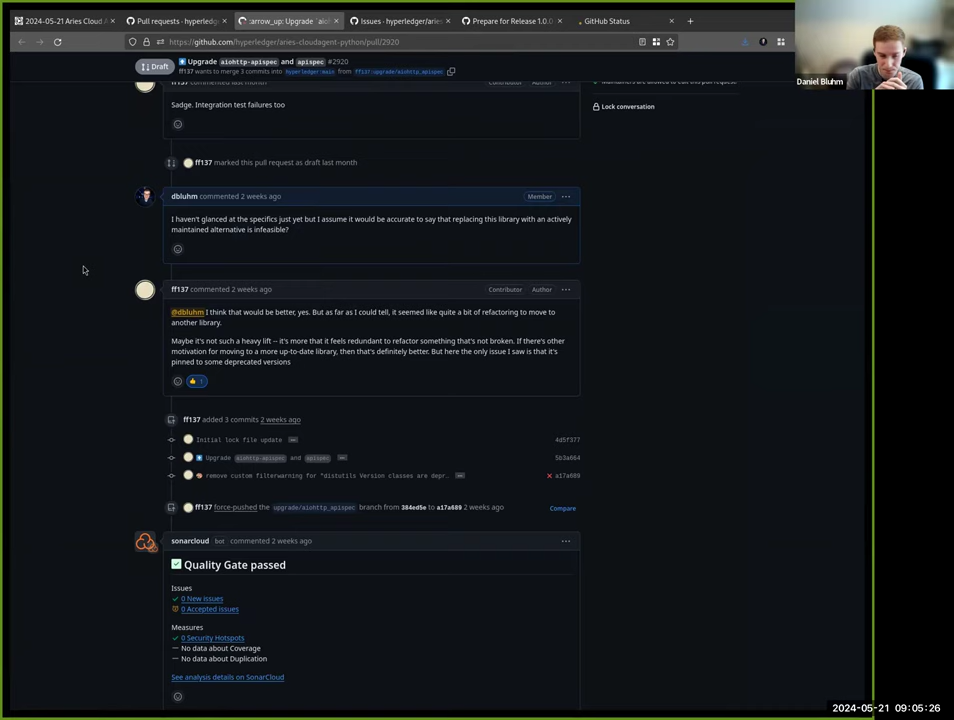 2024-05-21 Aries Cloud A
Pull requests · hyperledg
:arrow_up: Upgrade `aio
Issues · hyperledger/aries
Prepare for Release 1.0.0
GitHub Status
https://github.com/hyperledger/aries-cloudagent-python/pull/2920
Draft
Upgrade aiohttp-apispec and apispec #2920
ff137 wants to merge 3 commits into hyperledger:main from ff137:upgrade/aiohttp_apispec
Daniel Bluhm
ff137 commented last month
Contributor
Author
Lock conversation
Sadge. Integration test failures too
ff137 marked this pull request as draft last month
dbluhm commented 2 weeks ago
Member
I haven't glanced at the specifics just yet but I assume it would be accurate to say that replacing this library with an actively
maintained alternative is infeasible?
ff137 commented 2 weeks ago
Contributor
Author
@dbluhm I think that would be better, yes. But as far as I could tell, it seemed like quite a bit of refactoring to move to
another library.
Maybe it's not such a heavy lift -- it's more that it feels redundant to refactor something that's not broken. If there's other
motivation for moving to a more up-to-date library, then that's definitely better. But here the only issue I saw is that it's
pinned to some deprecated versions
1
ff137 added 3 commits 2 weeks ago
Initial lock file update
4d5f377
Upgrade aiohttp-apispec and apispec
5b3a664
remove custom filterwarning for "distutils Version classes are depr…
a17a689
ff137 force-pushed the upgrade/aiohttp_apispec branch from 384ed5e to a17a689 2 weeks ago
Compare
sonarcloud bot commented 2 weeks ago
Quality Gate passed
Issues
0 New issues
0 Accepted issues
Measures
0 Security Hotspots
No data about Coverage
No data about Duplication
See analysis details on SonarCloud
2024-05-21 09:05:26